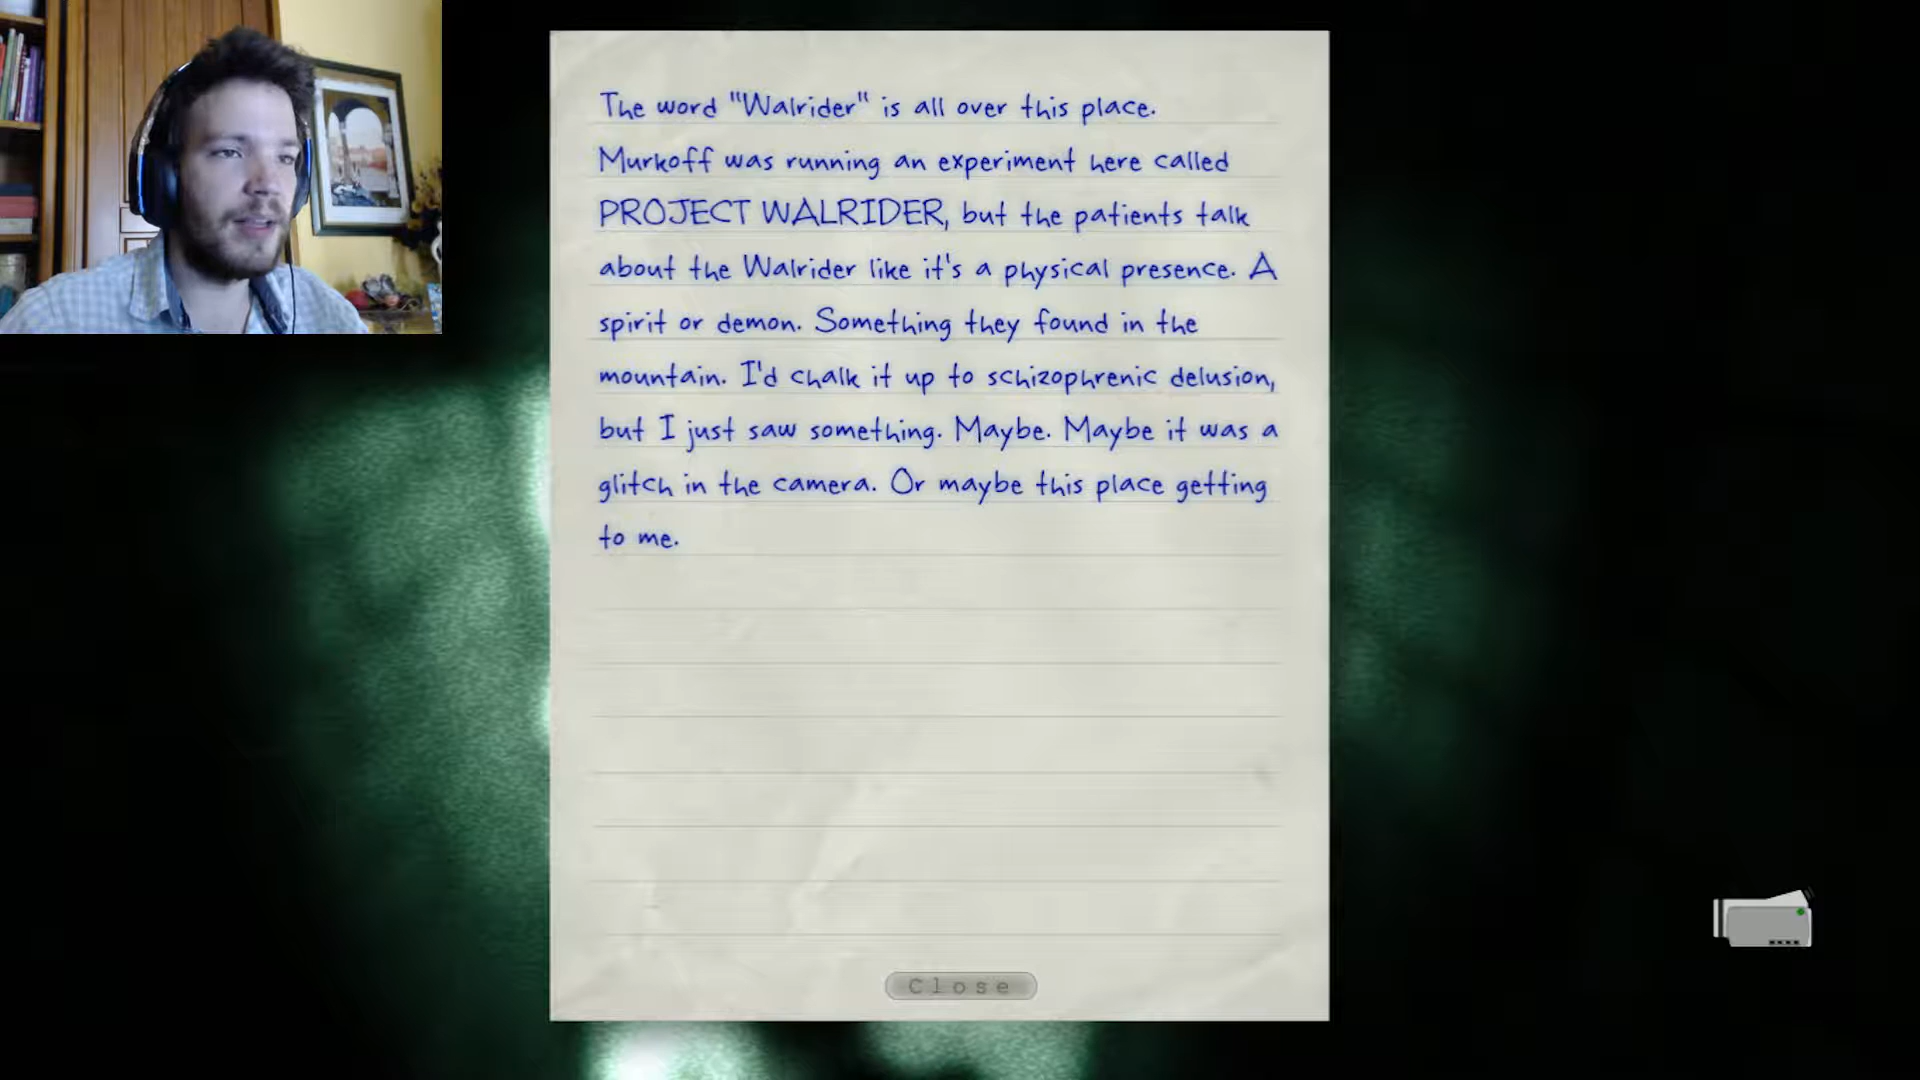 The word "Walrider" is all over this place.
Murkoff was running an experiment here called
PROJECT WALRIDER, but the patients talk
about the Walrider like it's a physical presence. A
spirit or demon. Something they found in the
mountain. I'd chalk it up to schizophrenic delusion,
but I just saw something. Maybe. Maybe it was a
glitch in the camera. Or maybe this place getting
to me.
Close